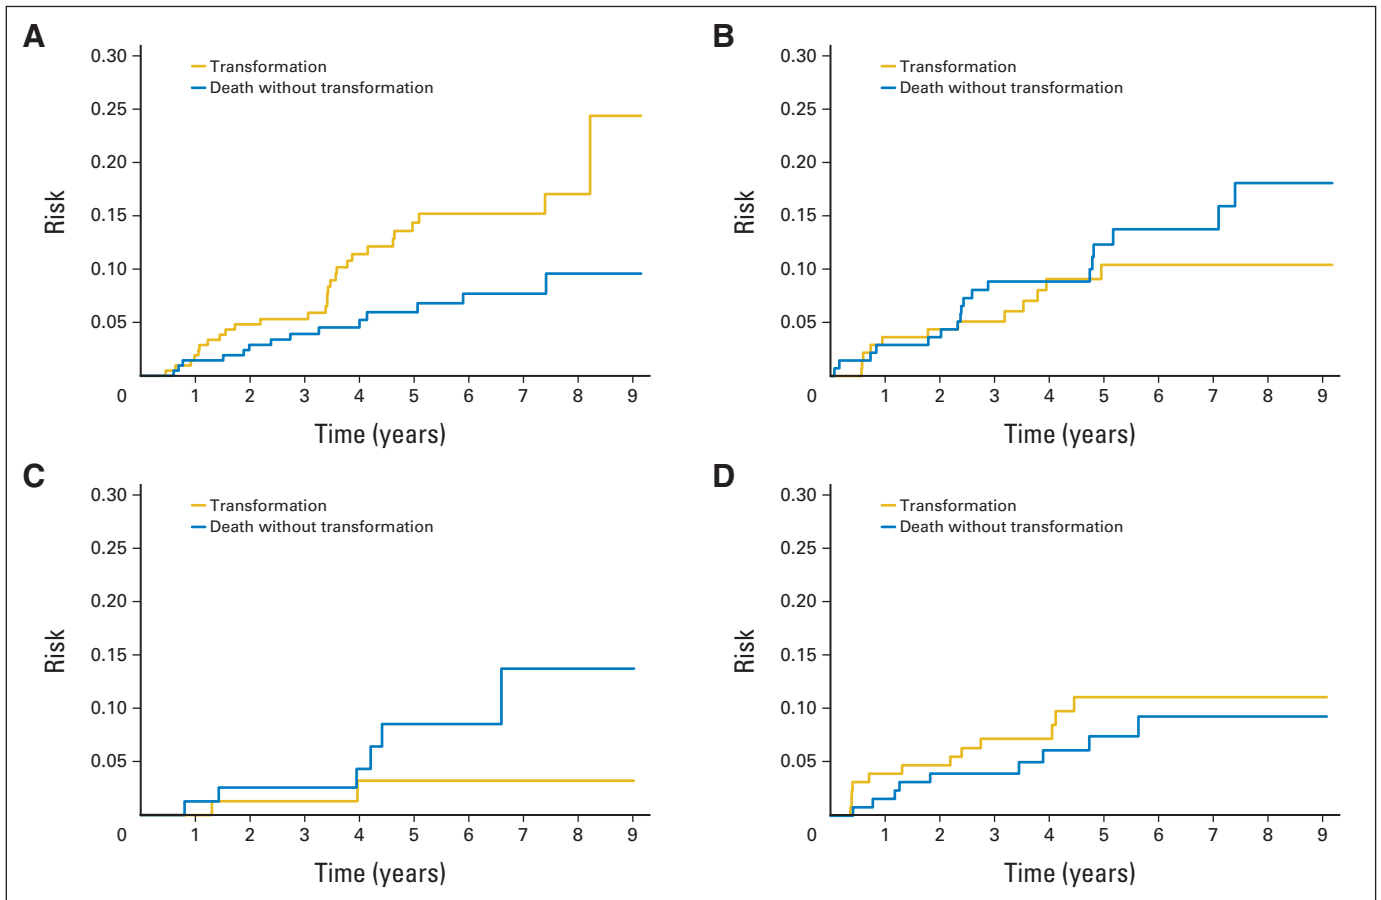 A
0.30
0.25
0.20
0.15
0.10
0.05
0 1 2 3 4 5 6 7 8 9
Risk
Time (years)
Transformation
Death without transformation
B
0.30
0.25
0.20
0.15
0.10
0.05
0 1 2 3 4 5 6 7 8 9
Risk
Time (years)
Transformation
Death without transformation
C
0.30
0.25
0.20
0.15
0.10
0.05
0 1 2 3 4 5 6 7 8 9
Risk
Time (years)
Transformation
Death without transformation
D
0.30
0.25
0.20
0.15
0.10
0.05
0 1 2 3 4 5 6 7 8 9
Risk
Time (years)
Transformation
Death without transformation